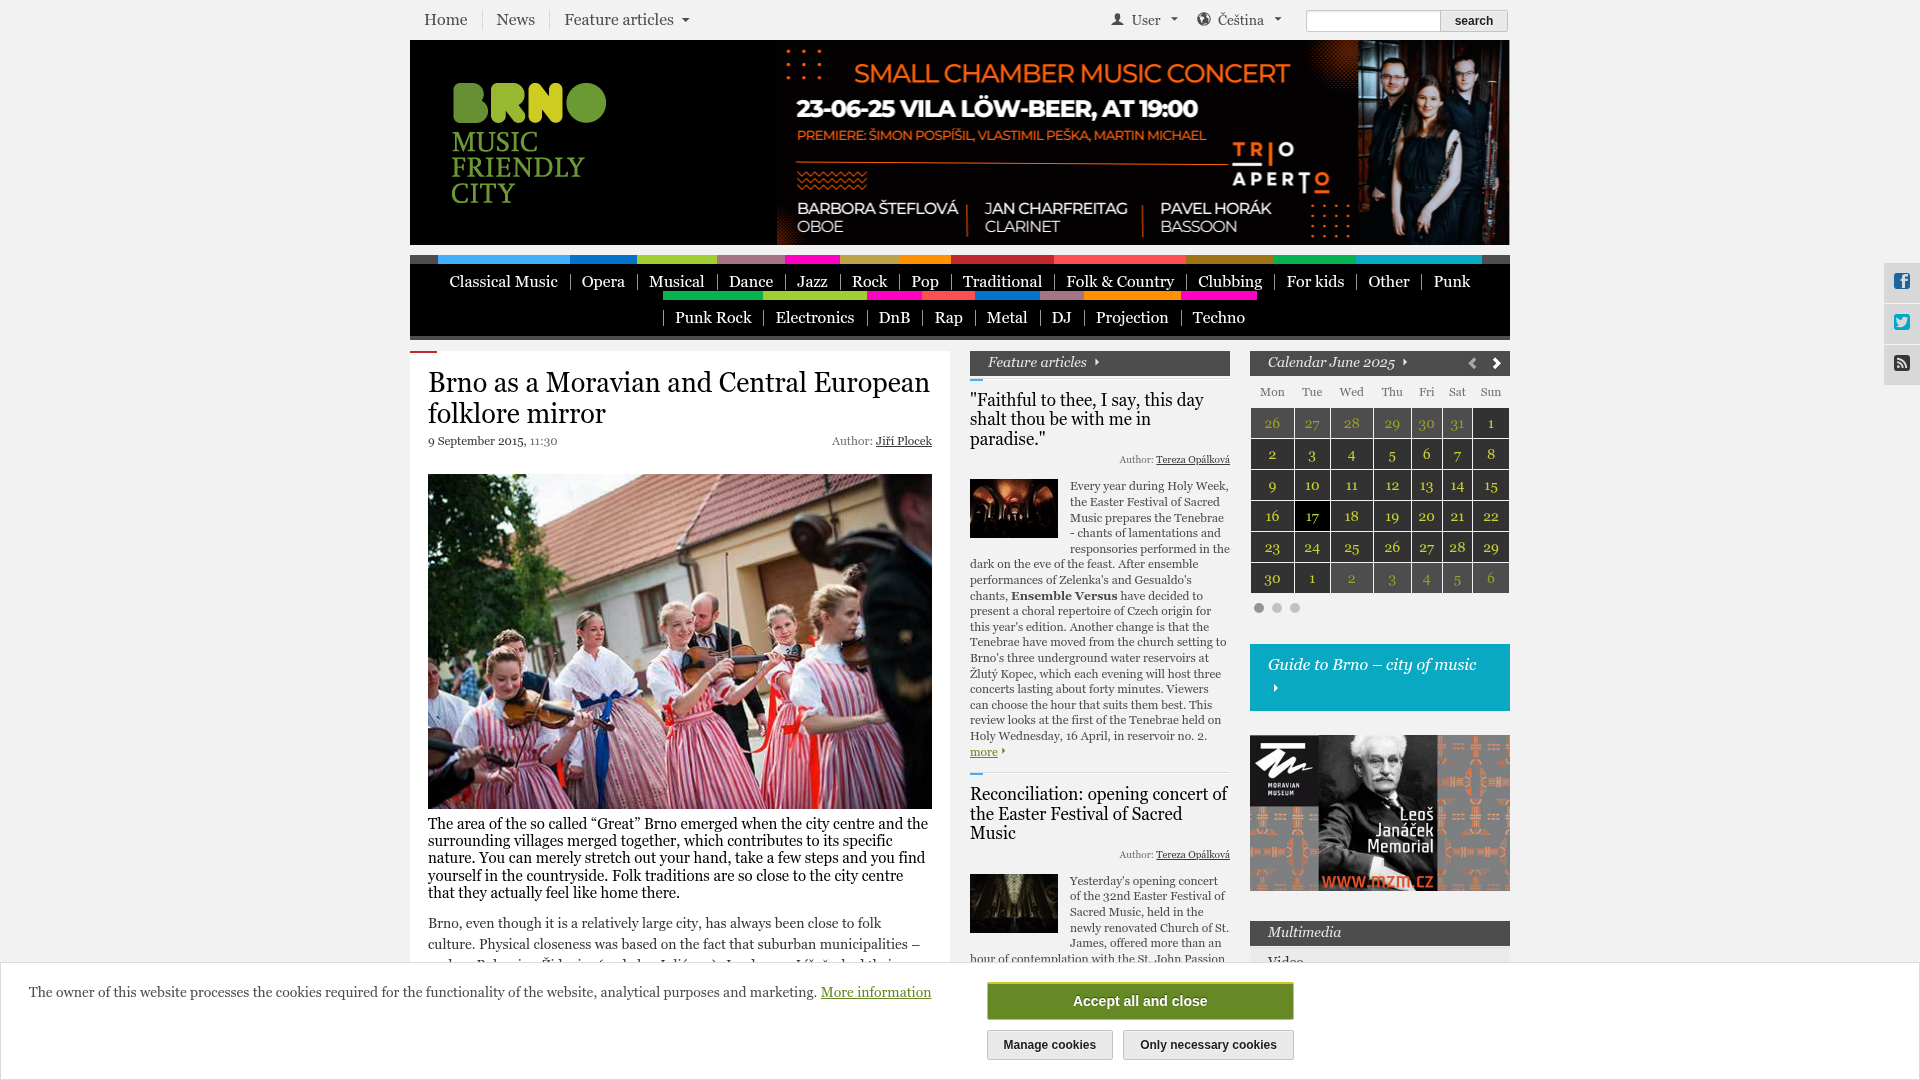 Home
News
Feature articles
User
Čeština
search
BRNO
MUSIC
FRIENDLY
CITY
SMALL CHAMBER MUSIC CONCERT
23-06-25 VILA LÖW-BEER, AT 19:00
PREMIERE: ŠIMON POSPÍŠIL, VLASTIMIL PEŠKA, MARTIN MICHAEL
TRIO
APERTO
BARBORA ŠTEFLOVÁ
OBOE
JAN CHARFREITAG
CLARINET
PAVEL HORÁK
BASSOON
Classical Music
Opera
Musical
Dance
Jazz
Rock
Pop
Traditional
Folk & Country
Clubbing
For kids
Other
Punk
Punk Rock
Electronics
DnB
Rap
Metal
DJ
Projection
Techno
Brno as a Moravian and Central European
folklore mirror
9 September 2015, 11:30
Author: Jiří Plocek
The area of the so called “Great” Brno emerged when the city centre and the
surrounding villages merged together, which contributes to its specific
nature. You can merely stretch out your hand, take a few steps and you find
yourself in the countryside. Folk traditions are so close to the city centre
that they actually feel like home there.
Brno, even though it is a relatively large city, has always been close to folk
culture. Physical closeness was based on the fact that suburban municipalities –
Feature articles
"Faithful to thee, I say, this day
shalt thou be with me in
paradise."
Author: Tereza Opálková
Every year during Holy Week,
the Easter Festival of Sacred
Music prepares the Tenebrae
- chants of lamentations and
responsories performed in the
dark on the eve of the feast. After ensemble
performances of Zelenka's and Gesualdo's
chants, Ensemble Versus have decided to
present a choral repertoire of Czech origin for
this year's edition. Another change is that the
Tenebrae have moved from the church setting to
Brno's three underground water reservoirs at
Žlutý Kopec, which each evening will host three
concerts lasting about forty minutes. Viewers
can choose the hour that suits them best. This
review looks at the first of the Tenebrae held on
Holy Wednesday, 16 April, in reservoir no. 2.
more
Reconciliation: opening concert of
the Easter Festival of Sacred
Music
Author: Tereza Opálková
Yesterday's opening concert
of the 32nd Easter Festival of
Sacred Music, held in the
newly renovated Church of St.
James, offered more than an
hour of contemplation with the St. John Passion
Calendar June 2025
Mon Tue Wed Thu Fri Sat Sun
26 27 28 29 30 31 1
2 3 4 5 6 7 8
9 10 11 12 13 14 15
16 17 18 19 20 21 22
23 24 25 26 27 28 29
30 1 2 3 4 5 6
Guide to Brno – city of music
MORAVIAN
MUSEUM
Leoš
Janáček
Memorial
www.mzm.cz
Multimedia
Video
The owner of this website processes the cookies required for the functionality of the website, analytical purposes and marketing. More information
Accept all and close
Manage cookies
Only necessary cookies